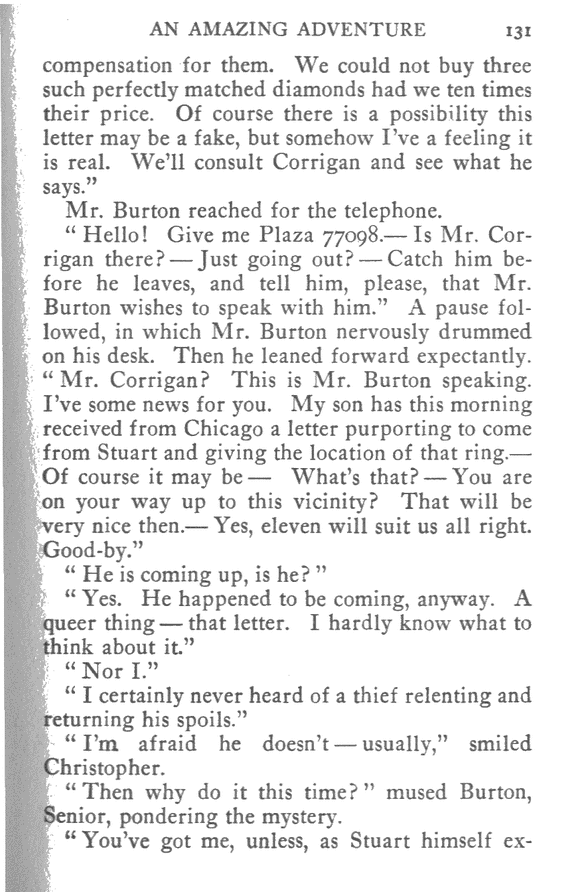 AN AMAZING ADVENTURE 131
compensation for them. We could not buy three
such perfectly matched diamonds had we ten times
their price. Of course there is a possibility this
letter may be a fake, but somehow I've a feeling it
is real. We'll consult Corrigan and see what he
says."
Mr. Burton reached for the telephone.
" Hello! Give me Plaza 77098.— Is Mr. Cor-
rigan there? — Just going out? — Catch him be-
fore he leaves, and tell him, please, that Mr.
Burton wishes to speak with him." A pause fol-
lowed, in which Mr. Burton nervously drummed
on his desk. Then he leaned forward expectantly.
" Mr. Corrigan? This is Mr. Burton speaking.
I've some news for you. My son has this morning
received from Chicago a letter purporting to come
from Stuart and giving the location of that ring.—
Of course it may be — What's that? — You are
on your way up to this vicinity? That will be
very nice then.— Yes, eleven will suit us all right.
Good-by."
" He is coming up, is he? "
" Yes. He happened to be coming, anyway. A
queer thing — that letter. I hardly know what to
think about it."
" Nor I."
" I certainly never heard of a thief relenting and
returning his spoils."
" I'm afraid he doesn't — usually," smiled
Christopher.
" Then why do it this time? " mused Burton,
Senior, pondering the mystery.
" You've got me, unless, as Stuart himself ex-